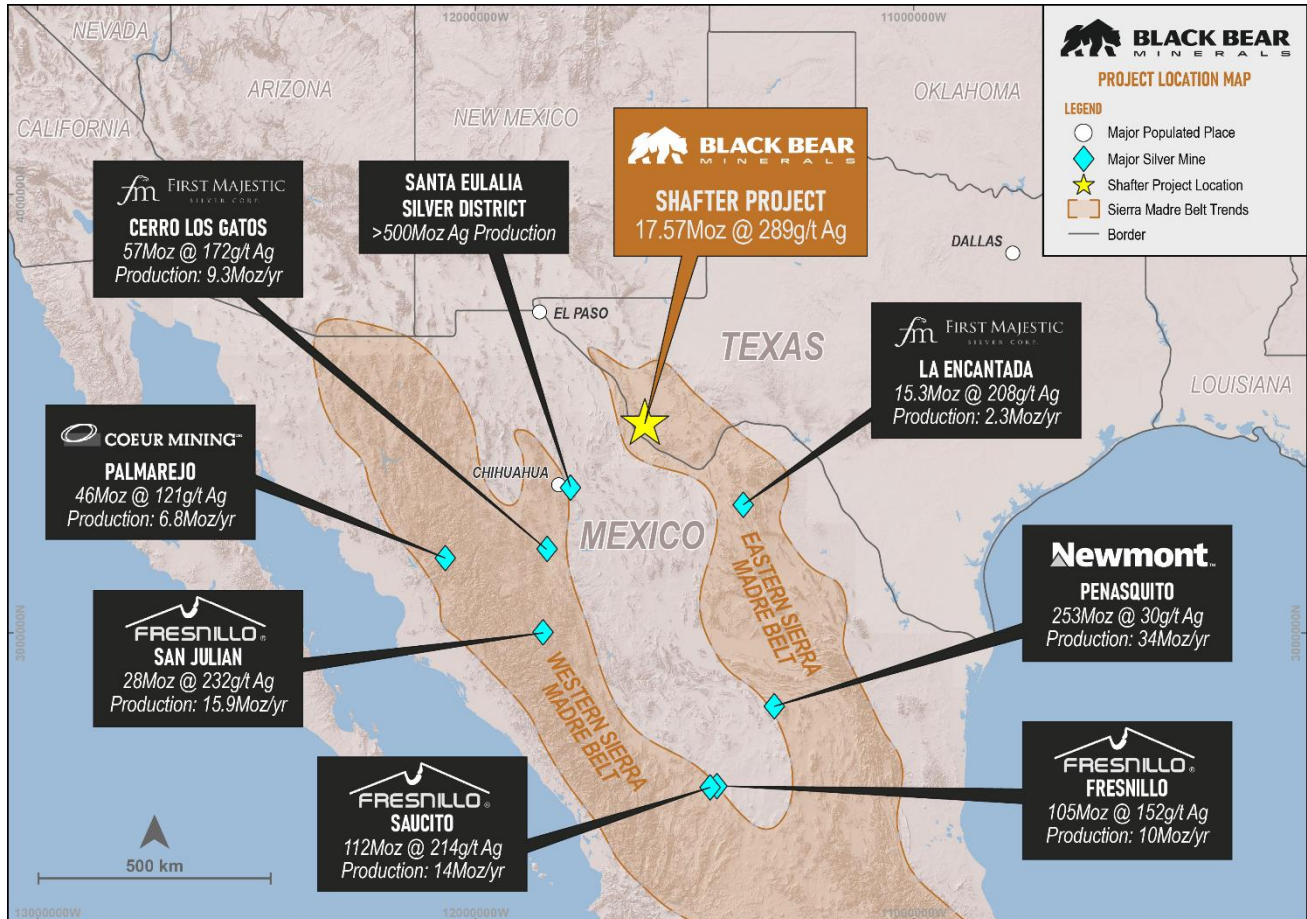 12000000W
11000000W
NEVADA
ARIZONA
CALIFORNIA
NEW MEXICO
OKLAHOMA
BLACK BEAR
MINERALS
PROJECT LOCATION MAP
LEGEND
Major Populated Place
Major Silver Mine
Shafter Project Location
Sierra Madre Belt Trends
Border
fm FIRST MAJESTIC
SILVER CORP.
CERRO LOS GATOS
57Moz @ 172g/t Ag
Production: 9.3Moz/yr
SANTA EULALIA
SILVER DISTRICT
>500Moz Ag Production
BLACK BEAR
MINERALS
SHAFTER PROJECT
17.57Moz @ 289g/t Ag
4000000N
4000000N
DALLAS
EL PASO
TEXAS
LOUISIANA
fm FIRST MAJESTIC
SILVER CORP.
LA ENCANTADA
15.3Moz @ 208g/t Ag
Production: 2.3Moz/yr
COEUR MINING
PALMAREJO
46Moz @ 121g/t Ag
Production: 6.8Moz/yr
CHIHUAHUA
MEXICO
EASTERN SIERRA
MADRE BELT
Newmont™
PENASQUITO
253Moz @ 30g/t Ag
Production: 34Moz/yr
3000000N
3000000N
FRESNILLO®
SAN JULIAN
28Moz @ 232g/t Ag
Production: 15.9Moz/yr
WESTERN SIERRA
MADRE BELT
FRESNILLO®
SAUCITO
112Moz @ 214g/t Ag
Production: 14Moz/yr
FRESNILLO®
FRESNILLO
105Moz @ 152g/t Ag
Production: 10Moz/yr
500 km
13000000W
12000000W
11000000W